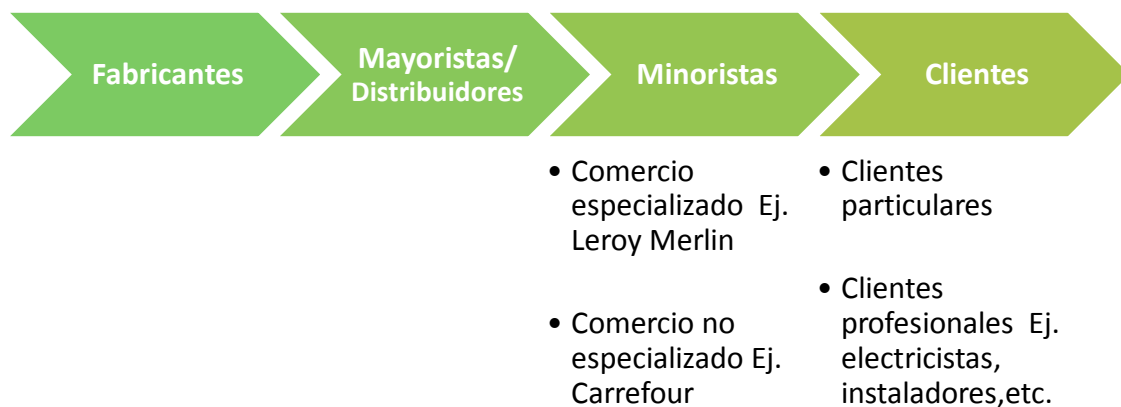 Fabricantes
Mayoristas/
Distribuidores
Minoristas
Clientes
• Comercio
especializado Ej.
Leroy Merlin
• Comercio no
especializado Ej.
Carrefour
• Clientes
particulares
• Clientes
profesionales Ej.
electricistas,
instaladores,etc.